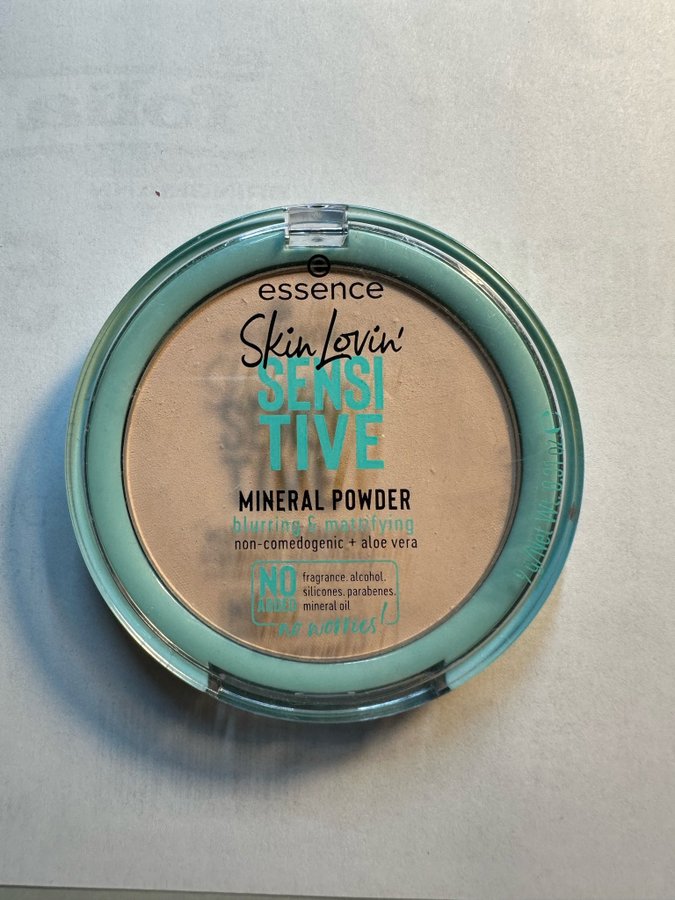 essence
Skin Lovin'
SENSI
TIVE
MINERAL POWDER
blurring & mattifying
non-comedogenic + aloe vera
NO
ADDED
fragrance. alcohol.
silicones. parabenes.
mineral oil
no worries!